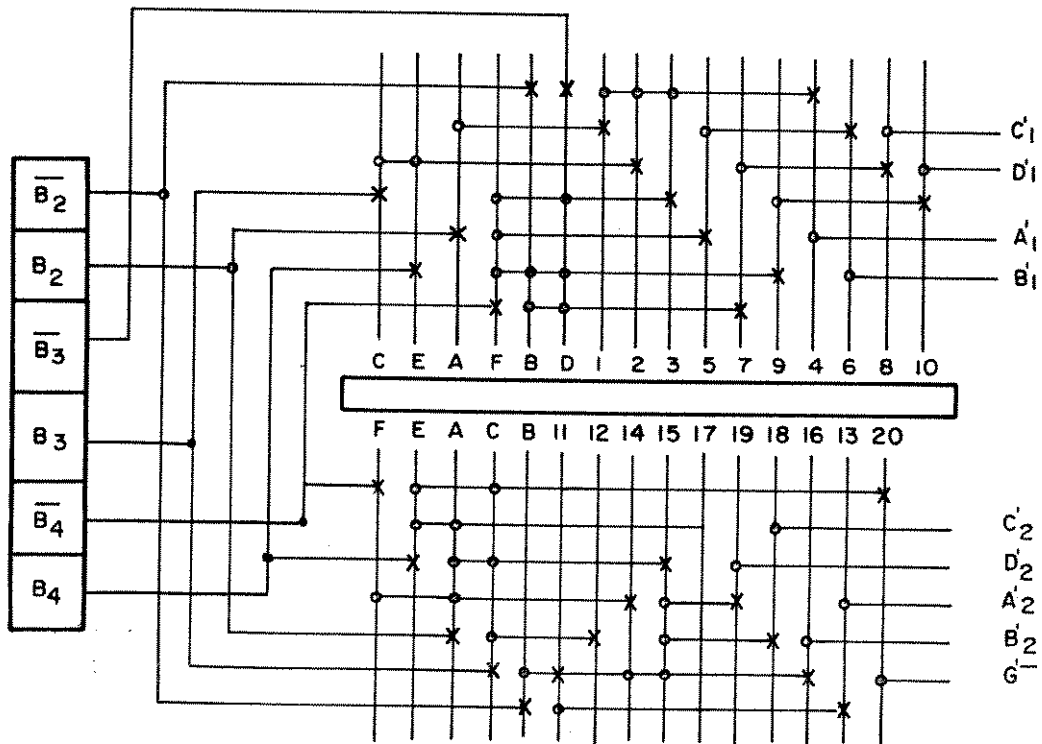 C'1
D'1
A'1
B'1
B̅2
B2
B̅3
B3
B̅4
B4
C E A F B D 1 2 3 5 7 9 4 6 8 10
F E A C B 11 12 14 15 17 19 18 16 13 20
C'2
D'2
A'2
B'2
G'–